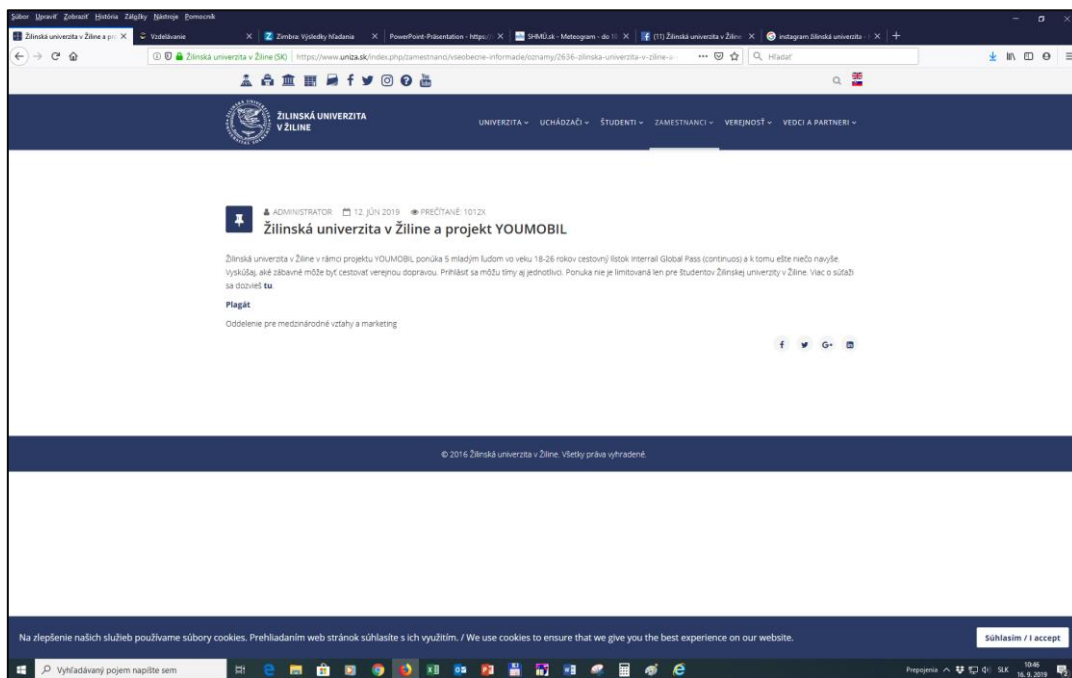 Súbor Upraviť Zobraziť História Záložky Nástroje Pomocník
Žilinská univerzita v Žiline a pr
Vzdelávanie
Zimbra: Výsledky hľadania
PowerPoint-Präsentation - https:/
SHMÚ.sk - Meteogram - do 10
(11) Žilinská univerzita v Žiline
instagram žilinská univerzita -
Žilinská univerzita v Žiline (SK)
https://www.uniza.sk/index.php/zamestnanci/vseobecne-informacie/oznamy/2636-zilinska-univerzita-v-ziline-a
Hľadať
ŽILINSKÁ UNIVERZITA
V ŽILINE
UNIVERZITA UCHÁDZAČI ŠTUDENTI ZAMESTNANCI VEREJNOSŤ VEDCI A PARTNERI
ADMINISTRATOR 12. JÚN 2019 PREČÍTANÉ: 1012X
Žilinská univerzita v Žiline a projekt YOUMOBIL
Žilinská univerzita v Žiline v rámci projektu YOUMOBIL ponúka 5 mladým ľuďom vo veku 18-26 rokov cestovný lístok Interrail Global Pass (continuos) a k tomu ešte niečo navyše.
Vyskúšaj, aké zábavné môže byť cestovať verejnou dopravou. Prihlásiť sa môžu tímy aj jednotlivci. Ponuka nie je limitovaná len pre študentov Žilinskej univerzity v Žiline. Viac o súťaži
sa dozvieš tu.
Plagát
Oddelenie pre medzinárodné vzťahy a marketing
f G+ in
© 2016 Žilinská univerzita v Žiline. Všetky práva vyhradené.
Na zlepšenie našich služieb používame súbory cookies. Prehliadaním web stránok súhlasíte s ich využitím. / We use cookies to ensure that we give you the best experience on our website.
Súhlasím / I accept
Vyhľadávaný pojem napíšte sem
Prepojenia
SLK
10:46
16. 9. 2019